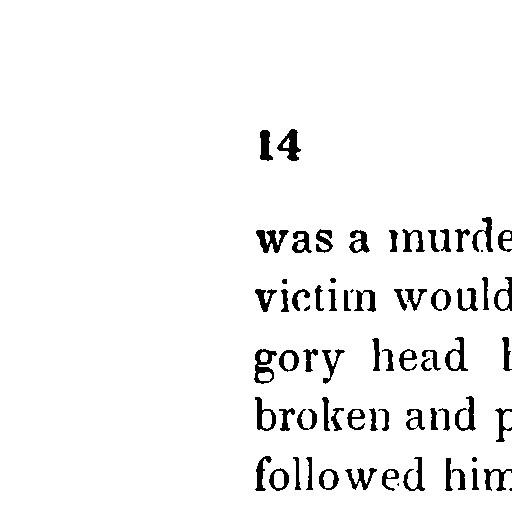 14
was a murde
victim would
gory head
broken and p
followed him